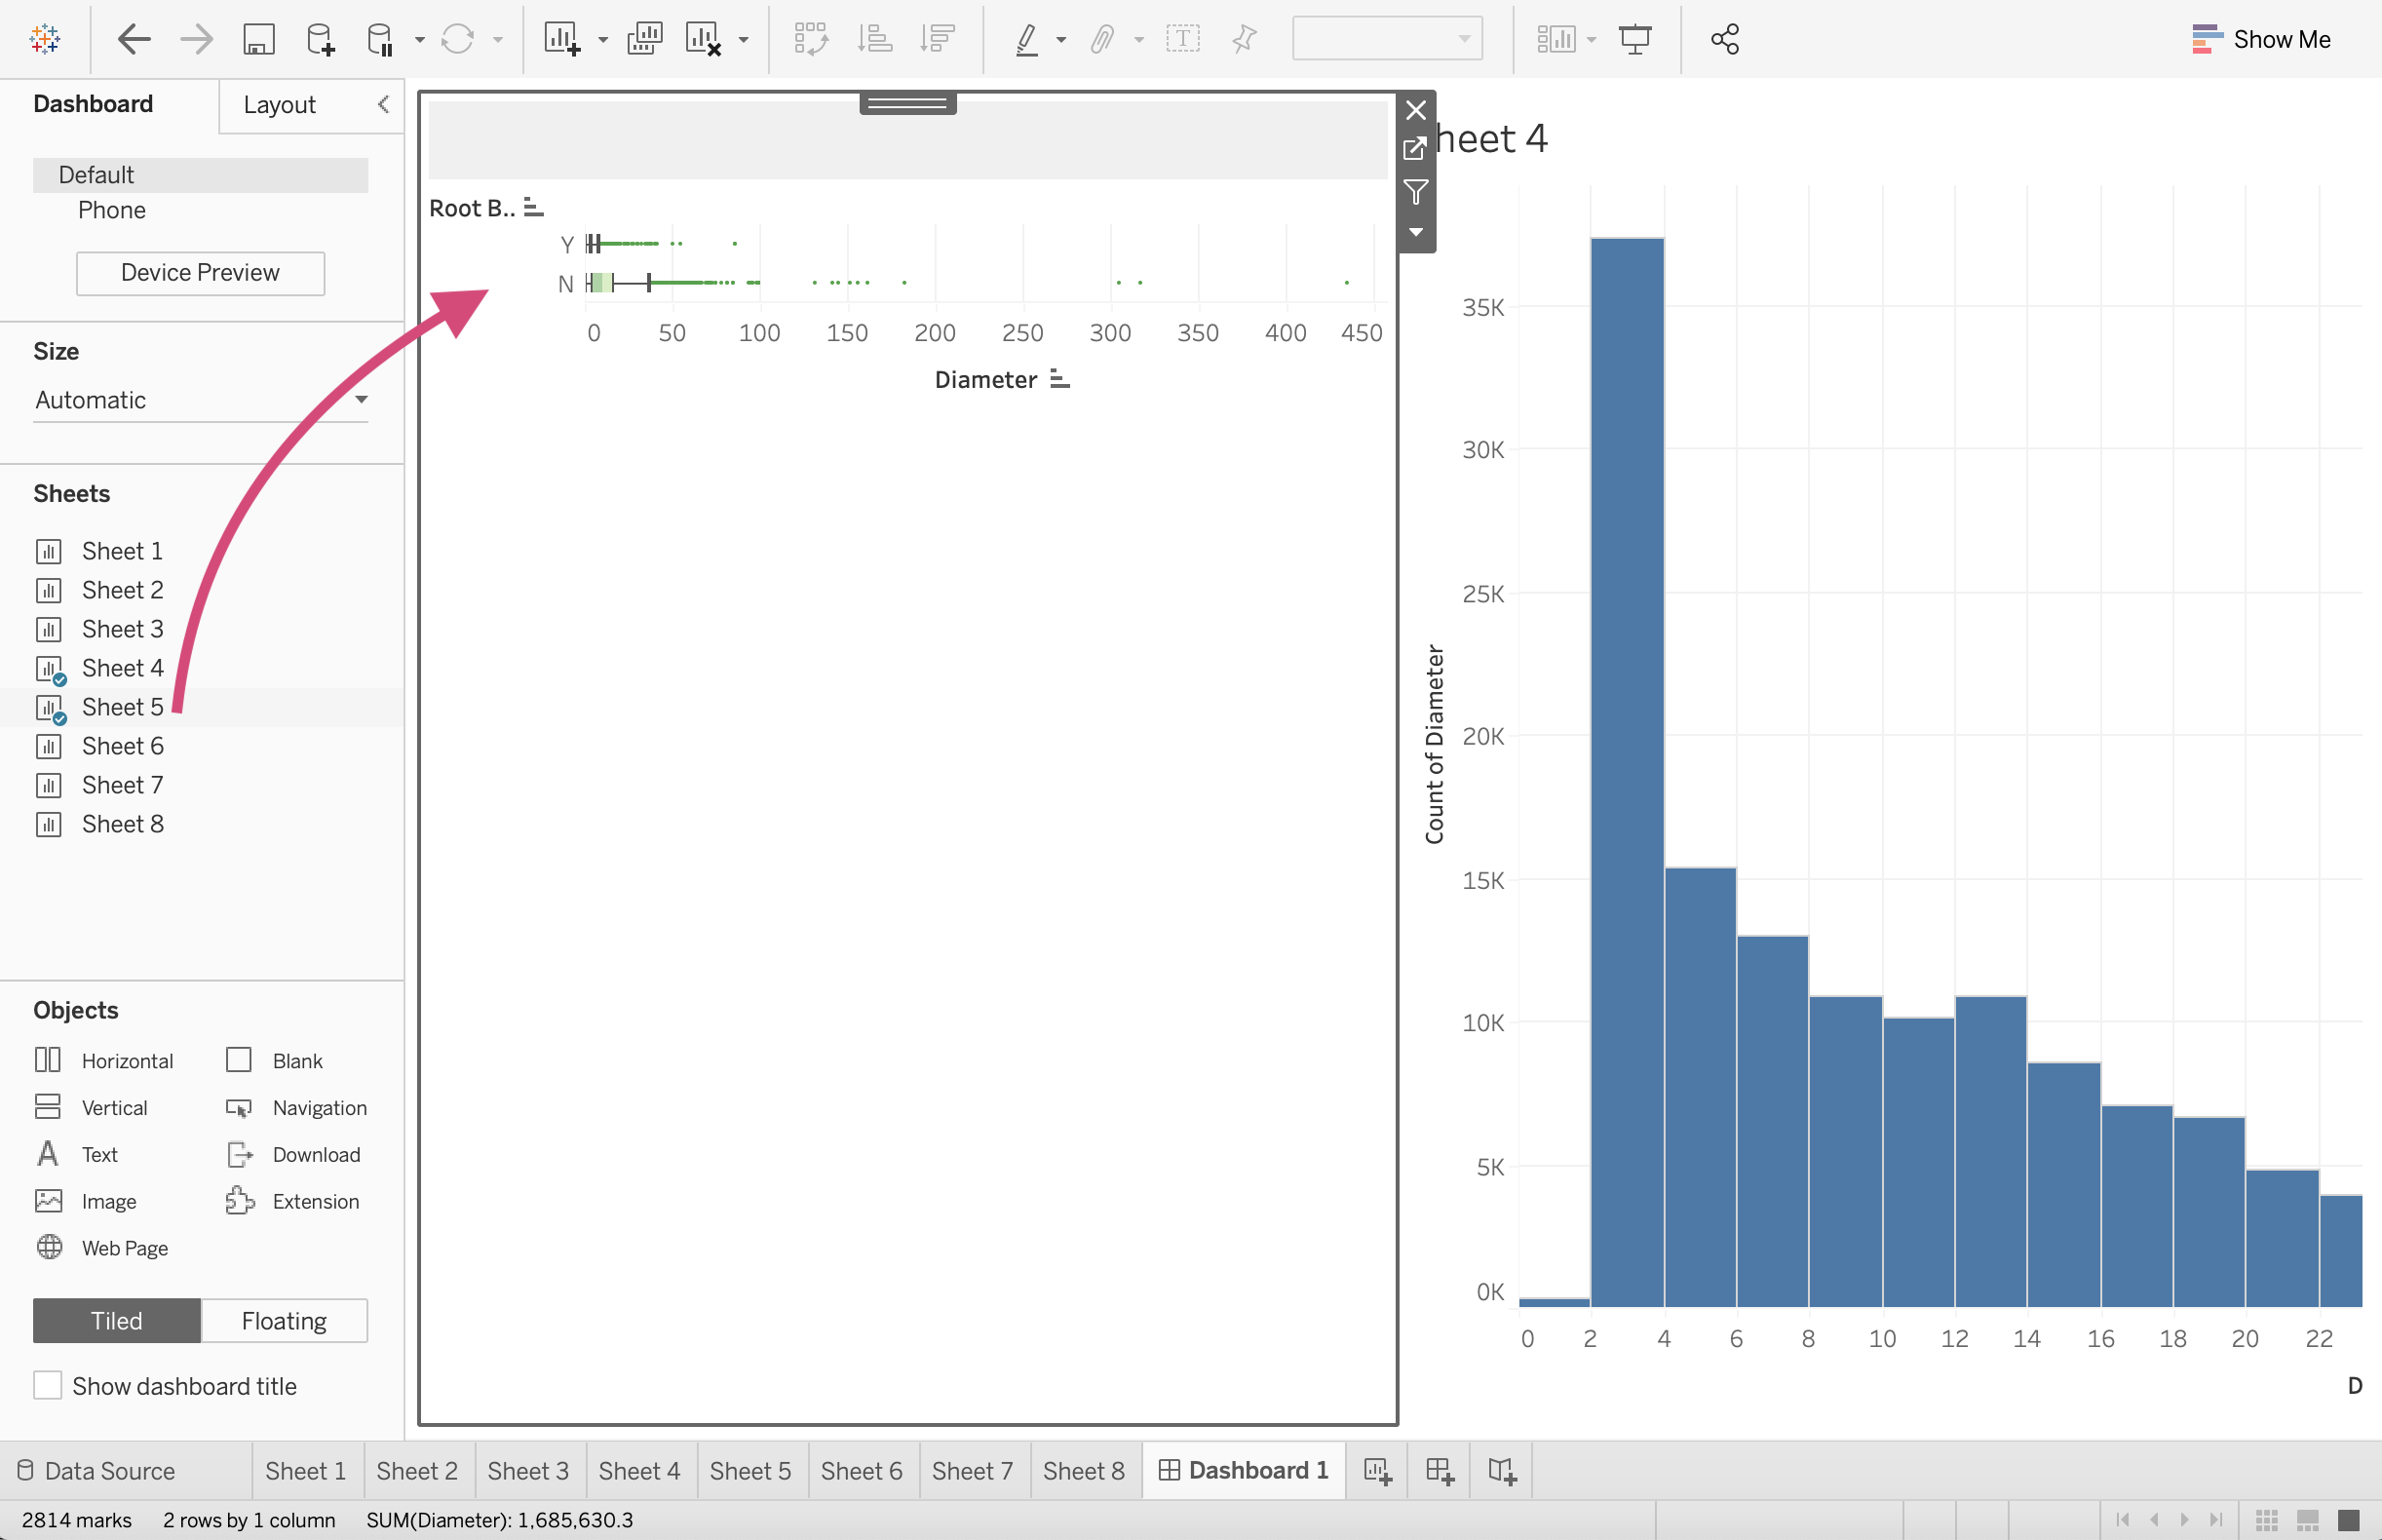 Show Me
Dashboard
Layout
Default
Phone
Device Preview
Size
Automatic
Sheets
Sheet 1
Sheet 2
Sheet 3
Sheet 4
Sheet 5
Sheet 6
Sheet 7
Sheet 8
Objects
Horizontal Blank
Vertical Navigation
Text Download
Image Extension
Web Page
Tiled Floating
Show dashboard title
Root B..
Y
N
0 50 100 150 200 250 300 350 400 450
Diameter
heet 4
Count of Diameter
35K
30K
25K
20K
15K
10K
5K
0K
0 2 4 6 8 10 12 14 16 18 20 22
D
Data Source Sheet 1 Sheet 2 Sheet 3 Sheet 4 Sheet 5 Sheet 6 Sheet 7 Sheet 8 Dashboard 1
2814 marks 2 rows by 1 column SUM(Diameter): 1,685,630.3